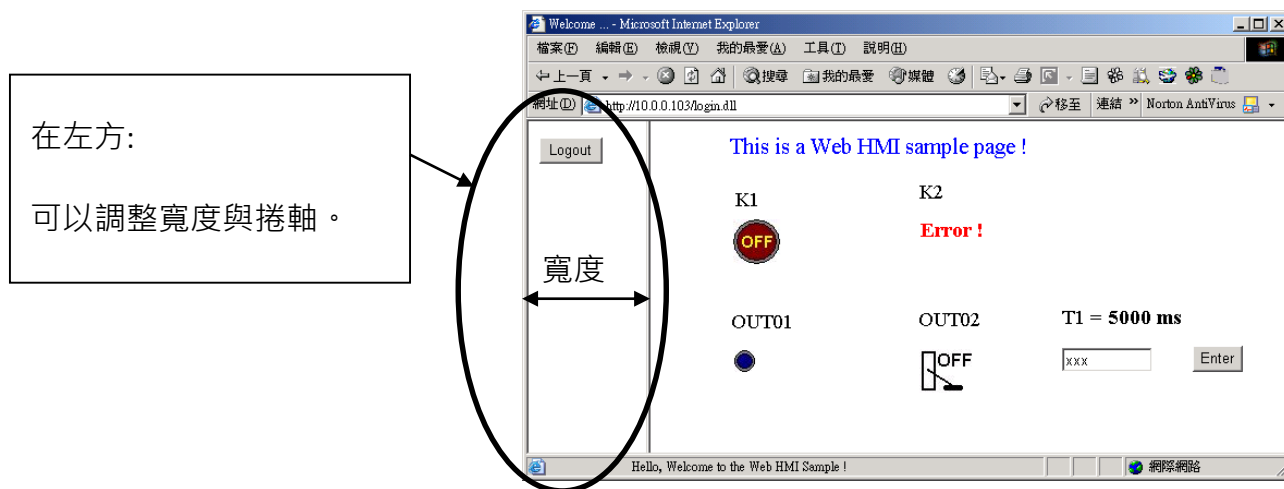 在左方:
可以調整寬度與捲軸。
Welcome ... - Microsoft Internet Explorer
檔案(F) 編輯(E) 檢視(V) 我的最愛(A) 工具(T) 說明(H)
上一頁 搜尋 我的最愛 媒體
網址(D) http://10.0.0.103/login.dll 移至 連結 » Norton AntiVirus
Logout
This is a Web HMI sample page !
K1 K2
OFF Error !
寬度
OUT01 OUT02 T1 = 5000 ms
OFF xxx Enter
Hello, Welcome to the Web HMI Sample ! 網際網路